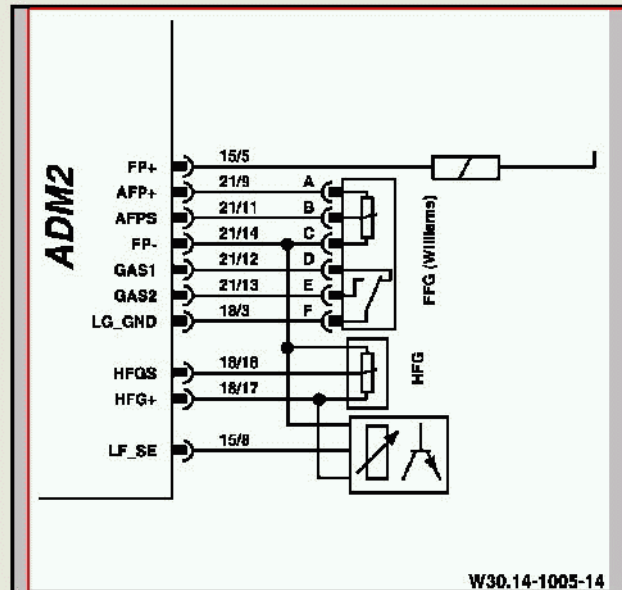 ADM2
FP+ 15/5
AFP+ 21/9 A
AFPS 21/11 B
FP- 21/14 C
GAS1 21/12 D
GAS2 21/13 E
LG_GND 18/3 F
FFG (Williams)
HFGS 18/18
HFG+ 18/17
HFG
LF_SE 15/8
W30.14-1005-14